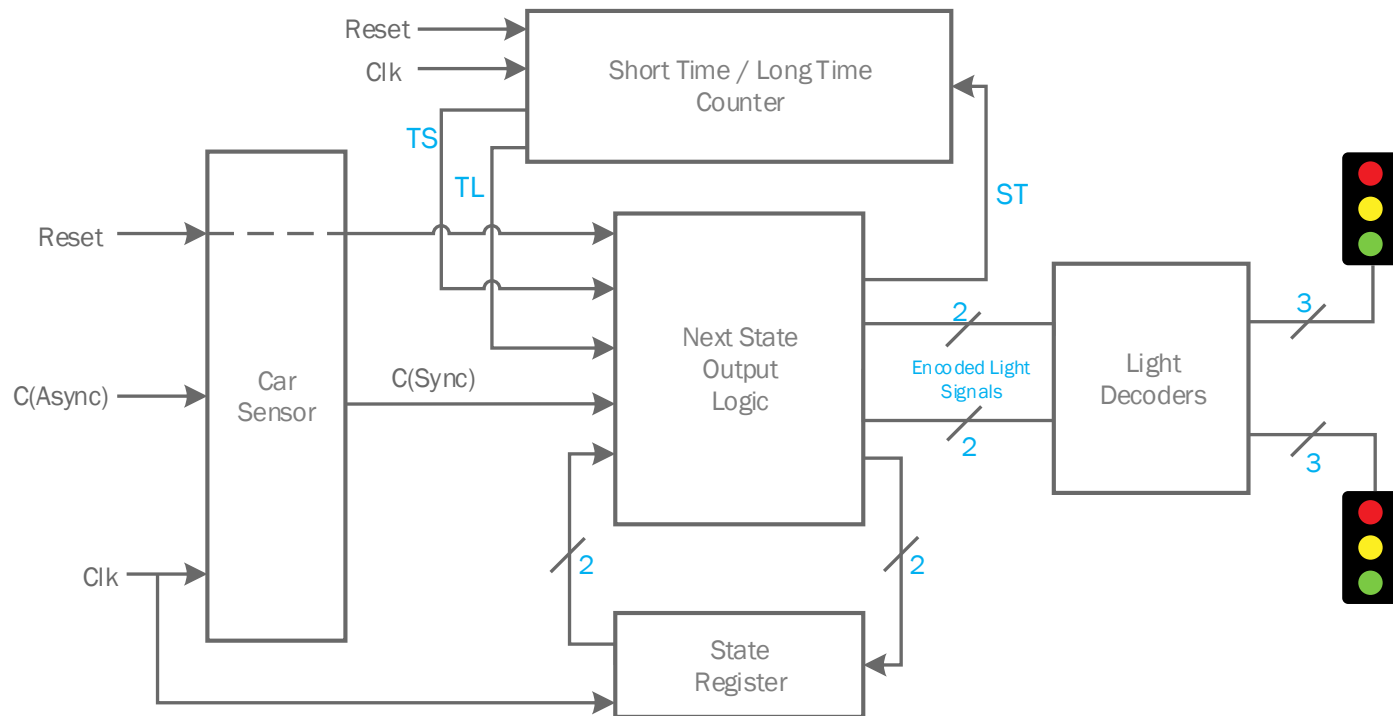 Reset
Clk
Short Time / Long Time
Counter
TS
TL
ST
Reset
C(Async)
Clk
Car
Sensor
C(Sync)
Next State
Output
Logic
2
Encoded Light
Signals
2
Light
Decoders
3
3
2
2
State
Register